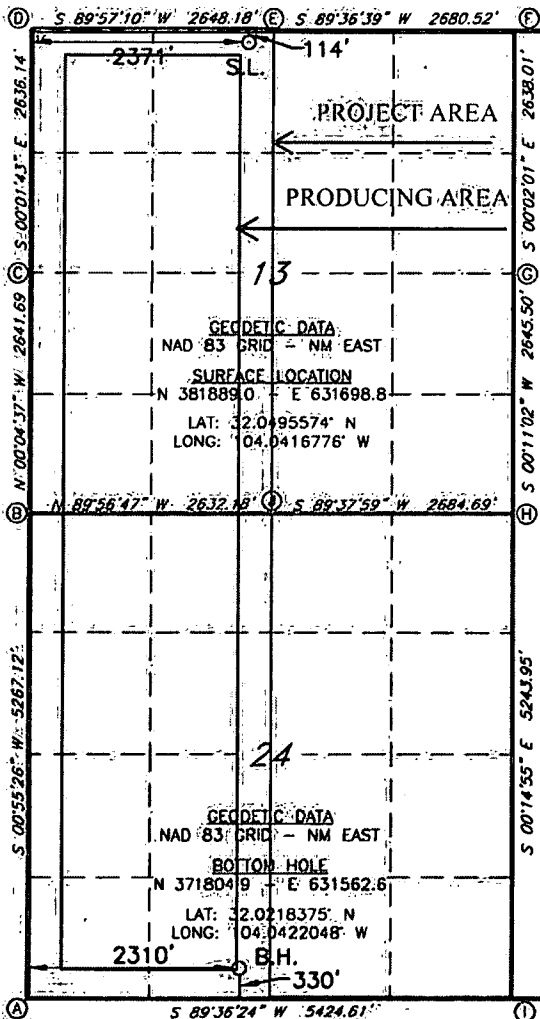 D S 89°57'10" W 2648.18' E S 89°36'39" W 2680.52' F
2371' 114'
S.L.
S 00°01'43" E 2636.14'
S 00°02'01" E 2638.01'
PROJECT AREA
PRODUCING AREA
C 13 G
N 00°04'37" W 2641.69
S 00°11'02" W 2645.50'
GEODETIC DATA
NAD 83 GRID - NM EAST
SURFACE LOCATION
N 381889.0 - E 631698.8
LAT: 32.0495574° N
LONG: 104.0416776° W
B N 89°56'47" W 2632.18' J S 89°37'59" W 2684.69' H
S 00°55'26" W 5267.12'
S 00°14'55" E 5243.95'
24
GEODETIC DATA
NAD 83 GRID - NM EAST
BOTTOM HOLE
N 371804.9 - E 631562.6
LAT: 32.0218375° N
LONG: 104.0422048° W
2310' B.H.
330'
A S 89°36'24" W 5424.61' I